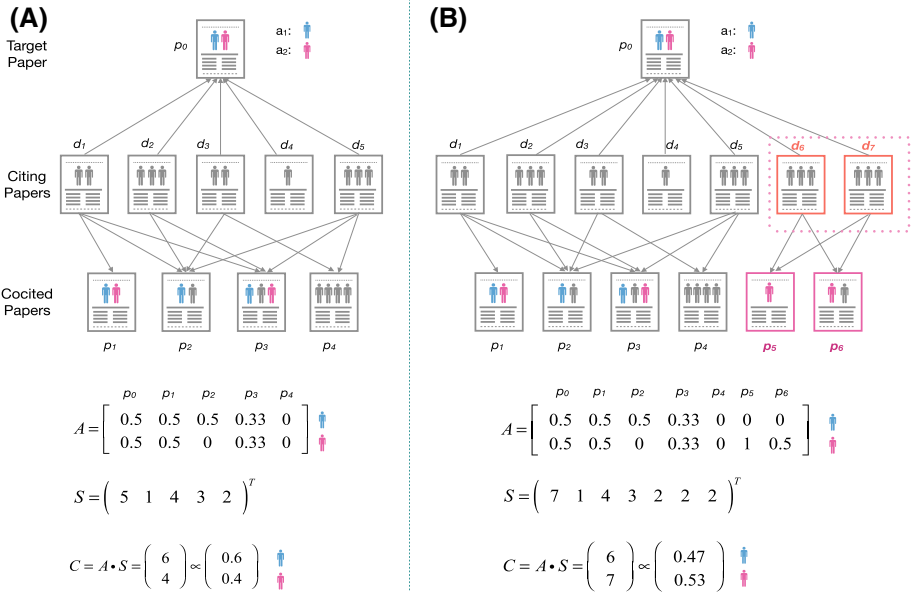 (A)
Target
Paper
p0
a1:
a2:
d1 d2 d3 d4 d5
Citing
Papers
Cocited
Papers
p1 p2 p3 p4
p0 p1 p2 p3 p4
A = [ 0.5 0.5 0.5 0.33 0
0.5 0.5 0 0.33 0 ]
S = ( 5 1 4 3 2 )^T
C = A • S = ( 6 4 ) ∝ ( 0.6 0.4 )
(B)
p0
a1:
a2:
d1 d2 d3 d4 d5 d6 d7
p1 p2 p3 p4 p5 p6
p0 p1 p2 p3 p4 p5 p6
A = [ 0.5 0.5 0.5 0.33 0 0 0
0.5 0.5 0 0.33 0 1 0.5 ]
S = ( 7 1 4 3 2 2 2 )^T
C = A • S = ( 6 7 ) ∝ ( 0.47 0.53 )